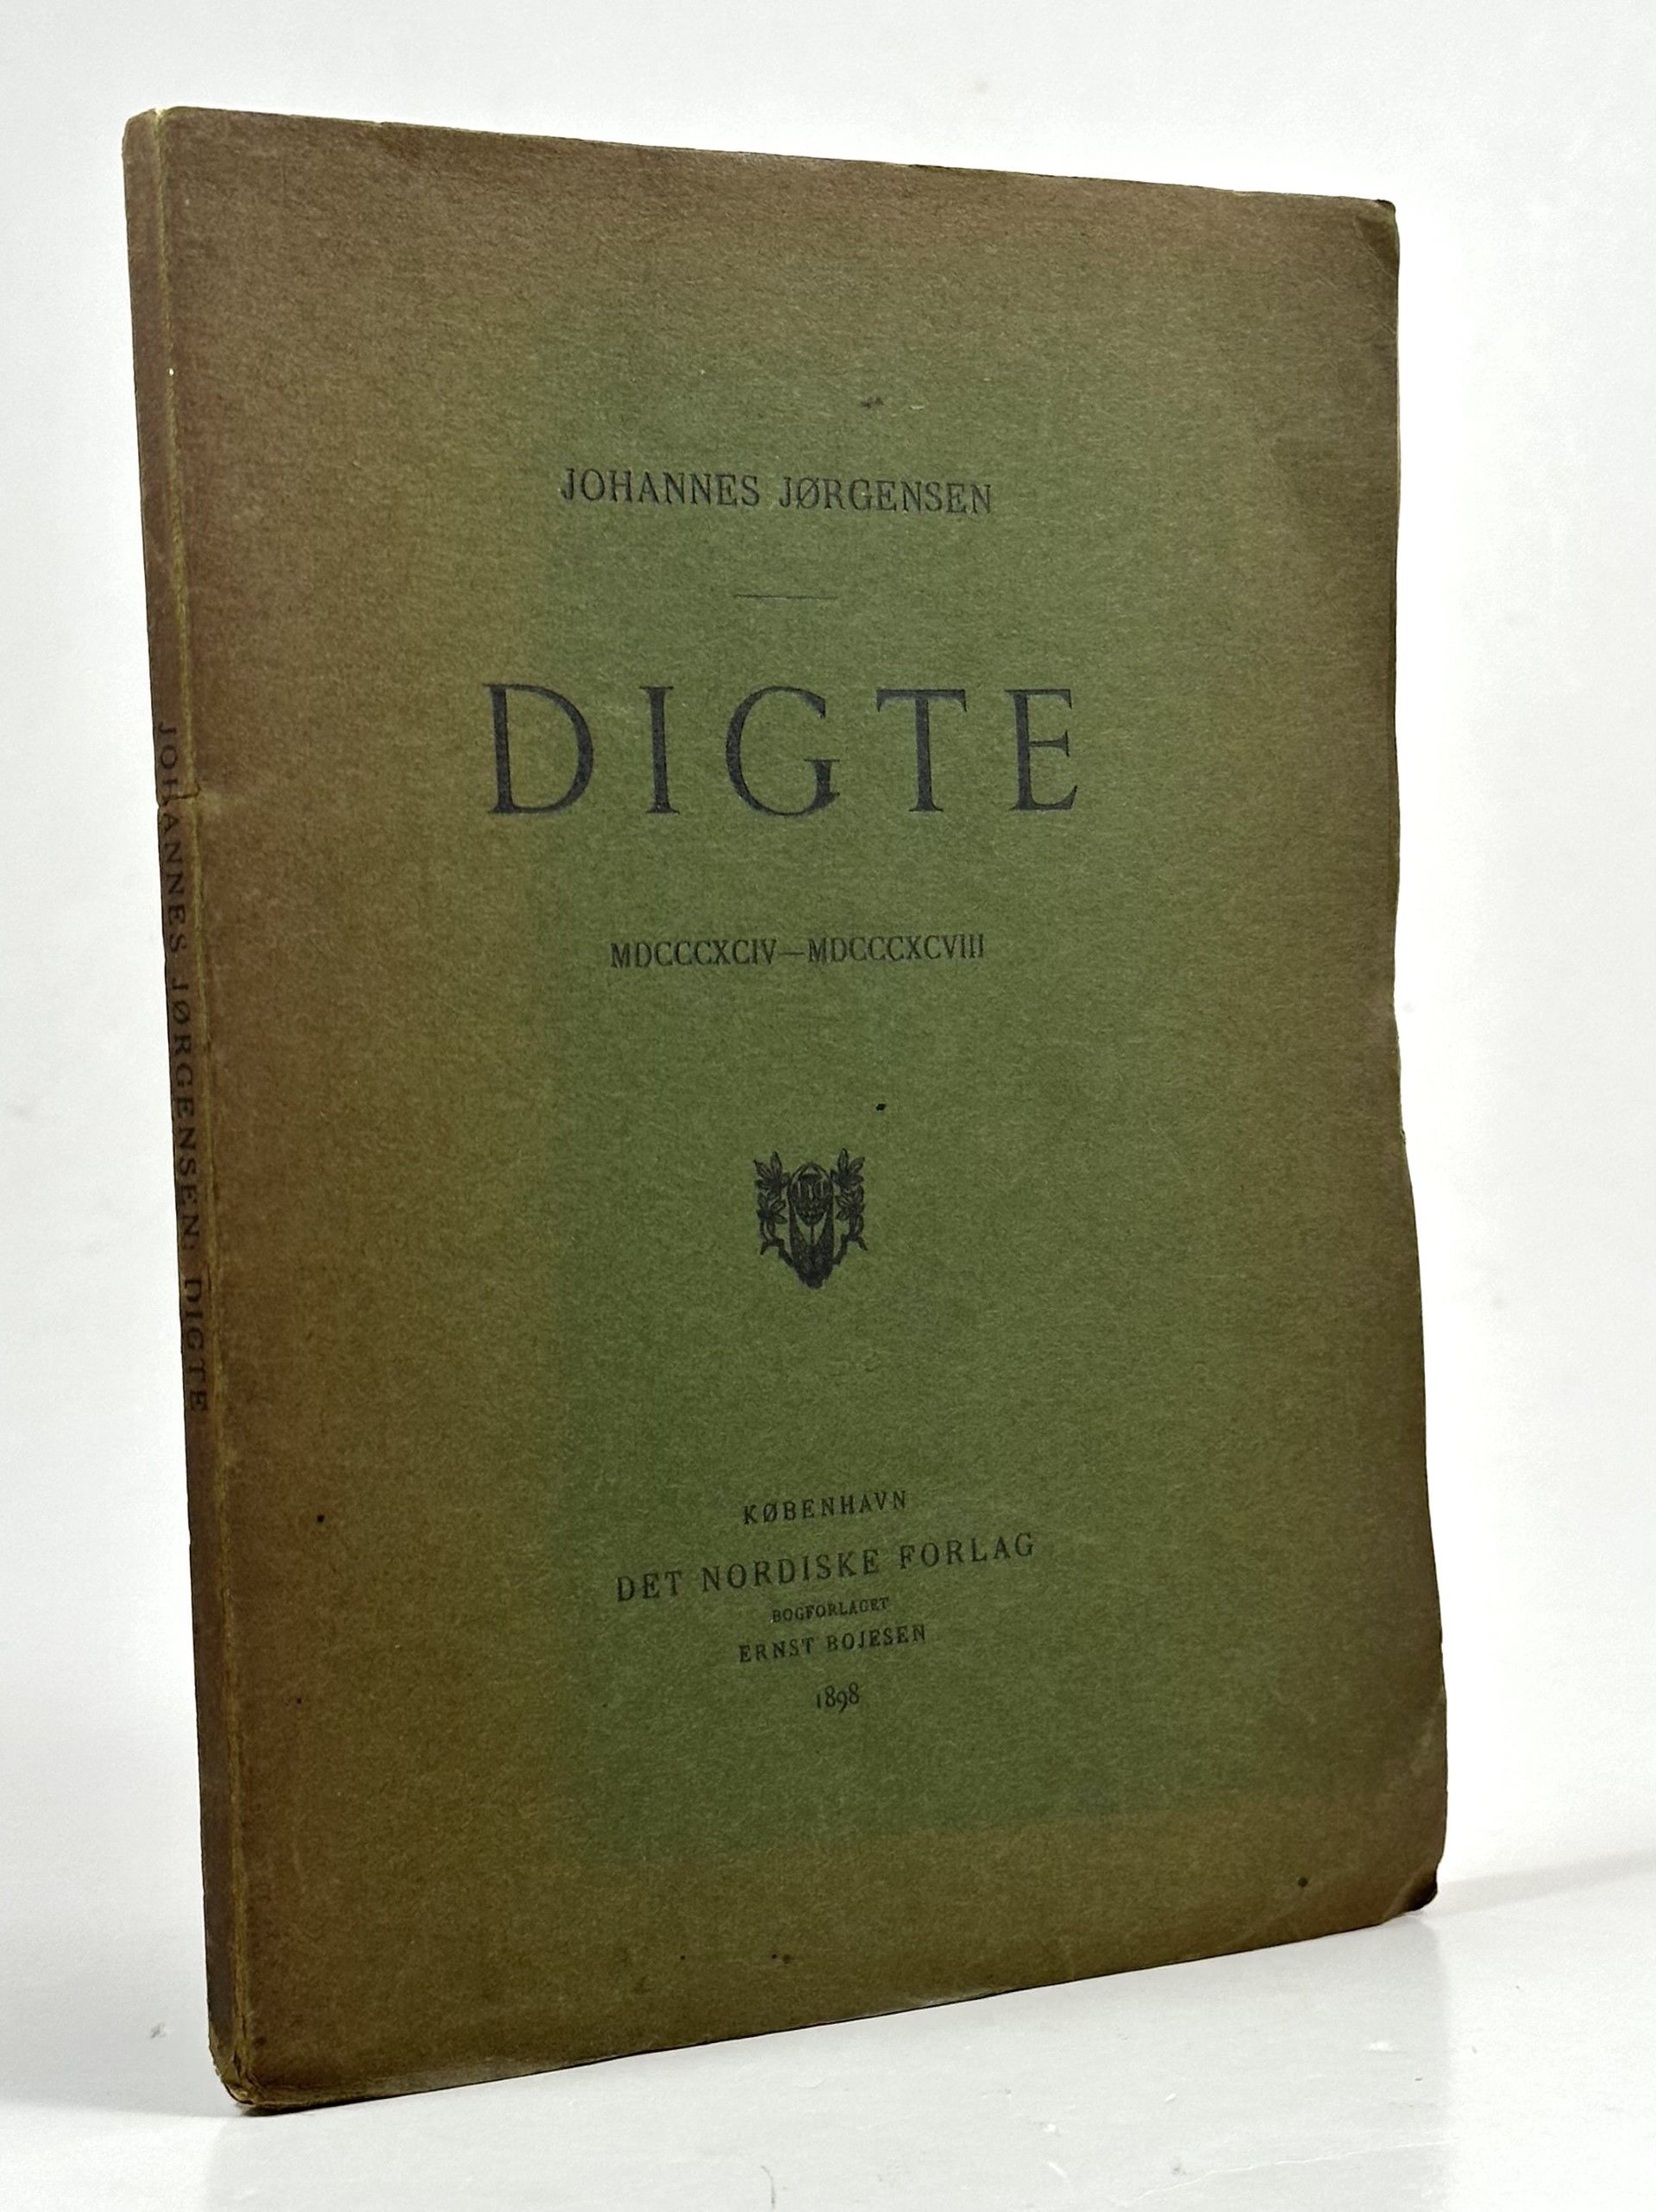 JOHANNES JØRGENSEN
DIGTE
MDCCCXCIV—MDCCCXCVIII
KØBENHAVN
DET NORDISKE FORLAG
BOGFORLAGET
ERNST BOJESEN
1898
JOHANNES JØRGENSEN: DIGTE